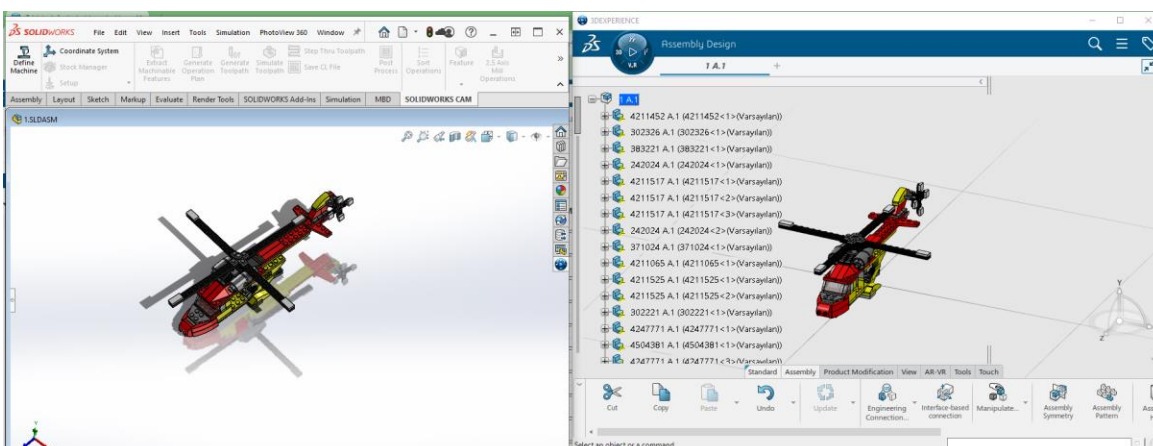 SOLIDWORKS File Edit View Insert Tools Simulation PhotoView 360 Window
Define Machine
Coordinate System
Stock Manager
Setup
Extract Machinable Features
Generate Operation Plan
Generate Toolpath
Simulate Toolpath
Step Thru Toolpath
Save CL File
Post Process
Sort Operations
Feature
2.5 Axis Mill Operations
Assembly Layout Sketch Markup Evaluate Render Tools SOLIDWORKS Add-Ins Simulation MBD SOLIDWORKS CAM
1.SLDASM
3DEXPERIENCE
3D
V.R
Assembly Design
1 A.1 +
1 A.1
4211452 A.1 (4211452<1>(Varsayılan))
302326 A.1 (302326<1>(Varsayılan))
383221 A.1 (383221<1>(Varsayılan))
242024 A.1 (242024<1>(Varsayılan))
4211517 A.1 (4211517<1>(Varsayılan))
4211517 A.1 (4211517<2>(Varsayılan))
4211517 A.1 (4211517<3>(Varsayılan))
242024 A.1 (242024<2>(Varsayılan))
371024 A.1 (371024<1>(Varsayılan))
4211065 A.1 (4211065<1>(Varsayılan))
4211525 A.1 (4211525<1>(Varsayılan))
4211525 A.1 (4211525<2>(Varsayılan))
302221 A.1 (302221<1>(Varsayılan))
4247771 A.1 (4247771<1>(Varsayılan))
4504381 A.1 (4504381<1>(Varsayılan))
4247771 A.1 (4247771<3>(Varsayılan))
Y
Z
Standard Assembly Product Modification View AR-VR Tools Touch
Cut
Copy
Paste
Undo
Update
Engineering Connection...
Interface-based connection
Manipulate...
Assembly Symmetry
Assembly Pattern
Select an object or a command